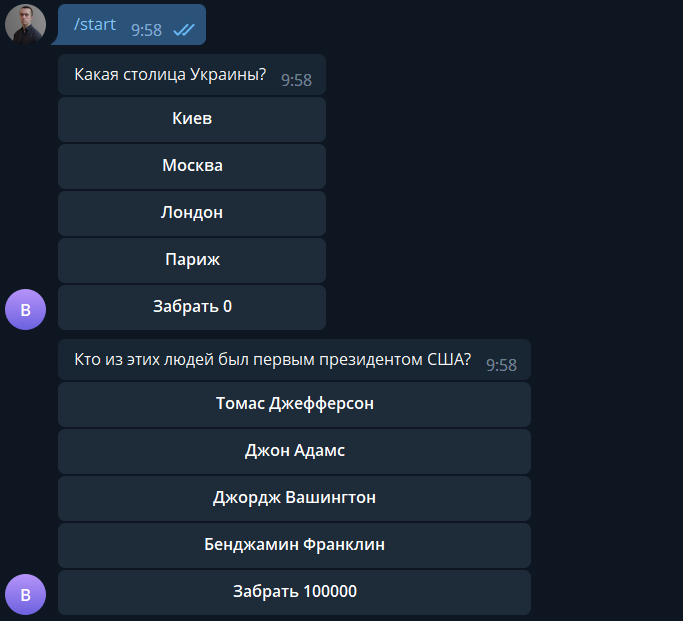 /start 9:58
Какая столица Украины? 9:58
Киев
Москва
Лондон
Париж
Забрать 0
B
Кто из этих людей был первым президентом США? 9:58
Томас Джефферсон
Джон Адамс
Джордж Вашингтон
Бенджамин Франклин
Забрать 100000
B